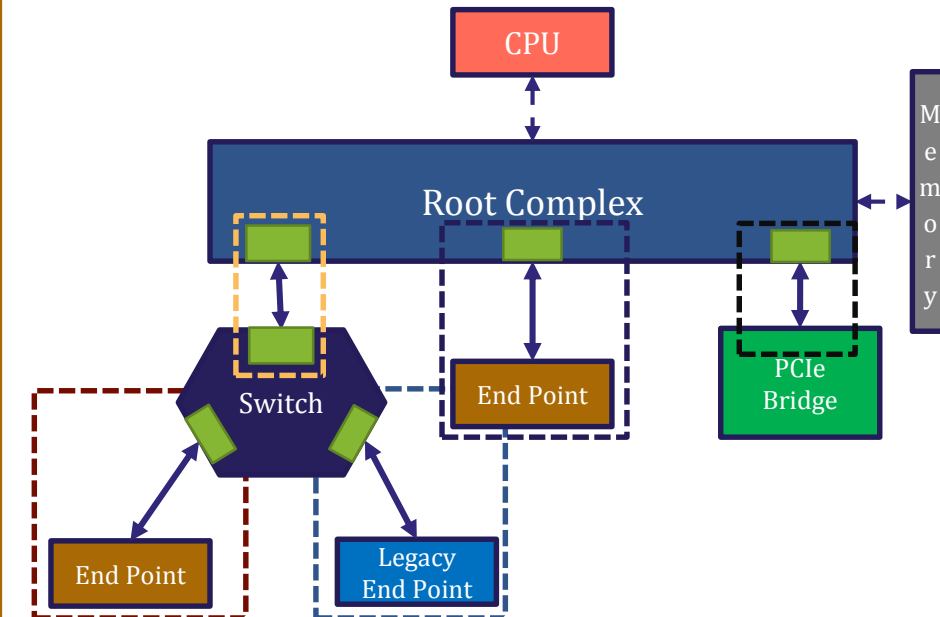 CPU
M
e
m
o
r
y
Root Complex
PCIe
Bridge
End Point
Switch
Legacy
End Point
End Point